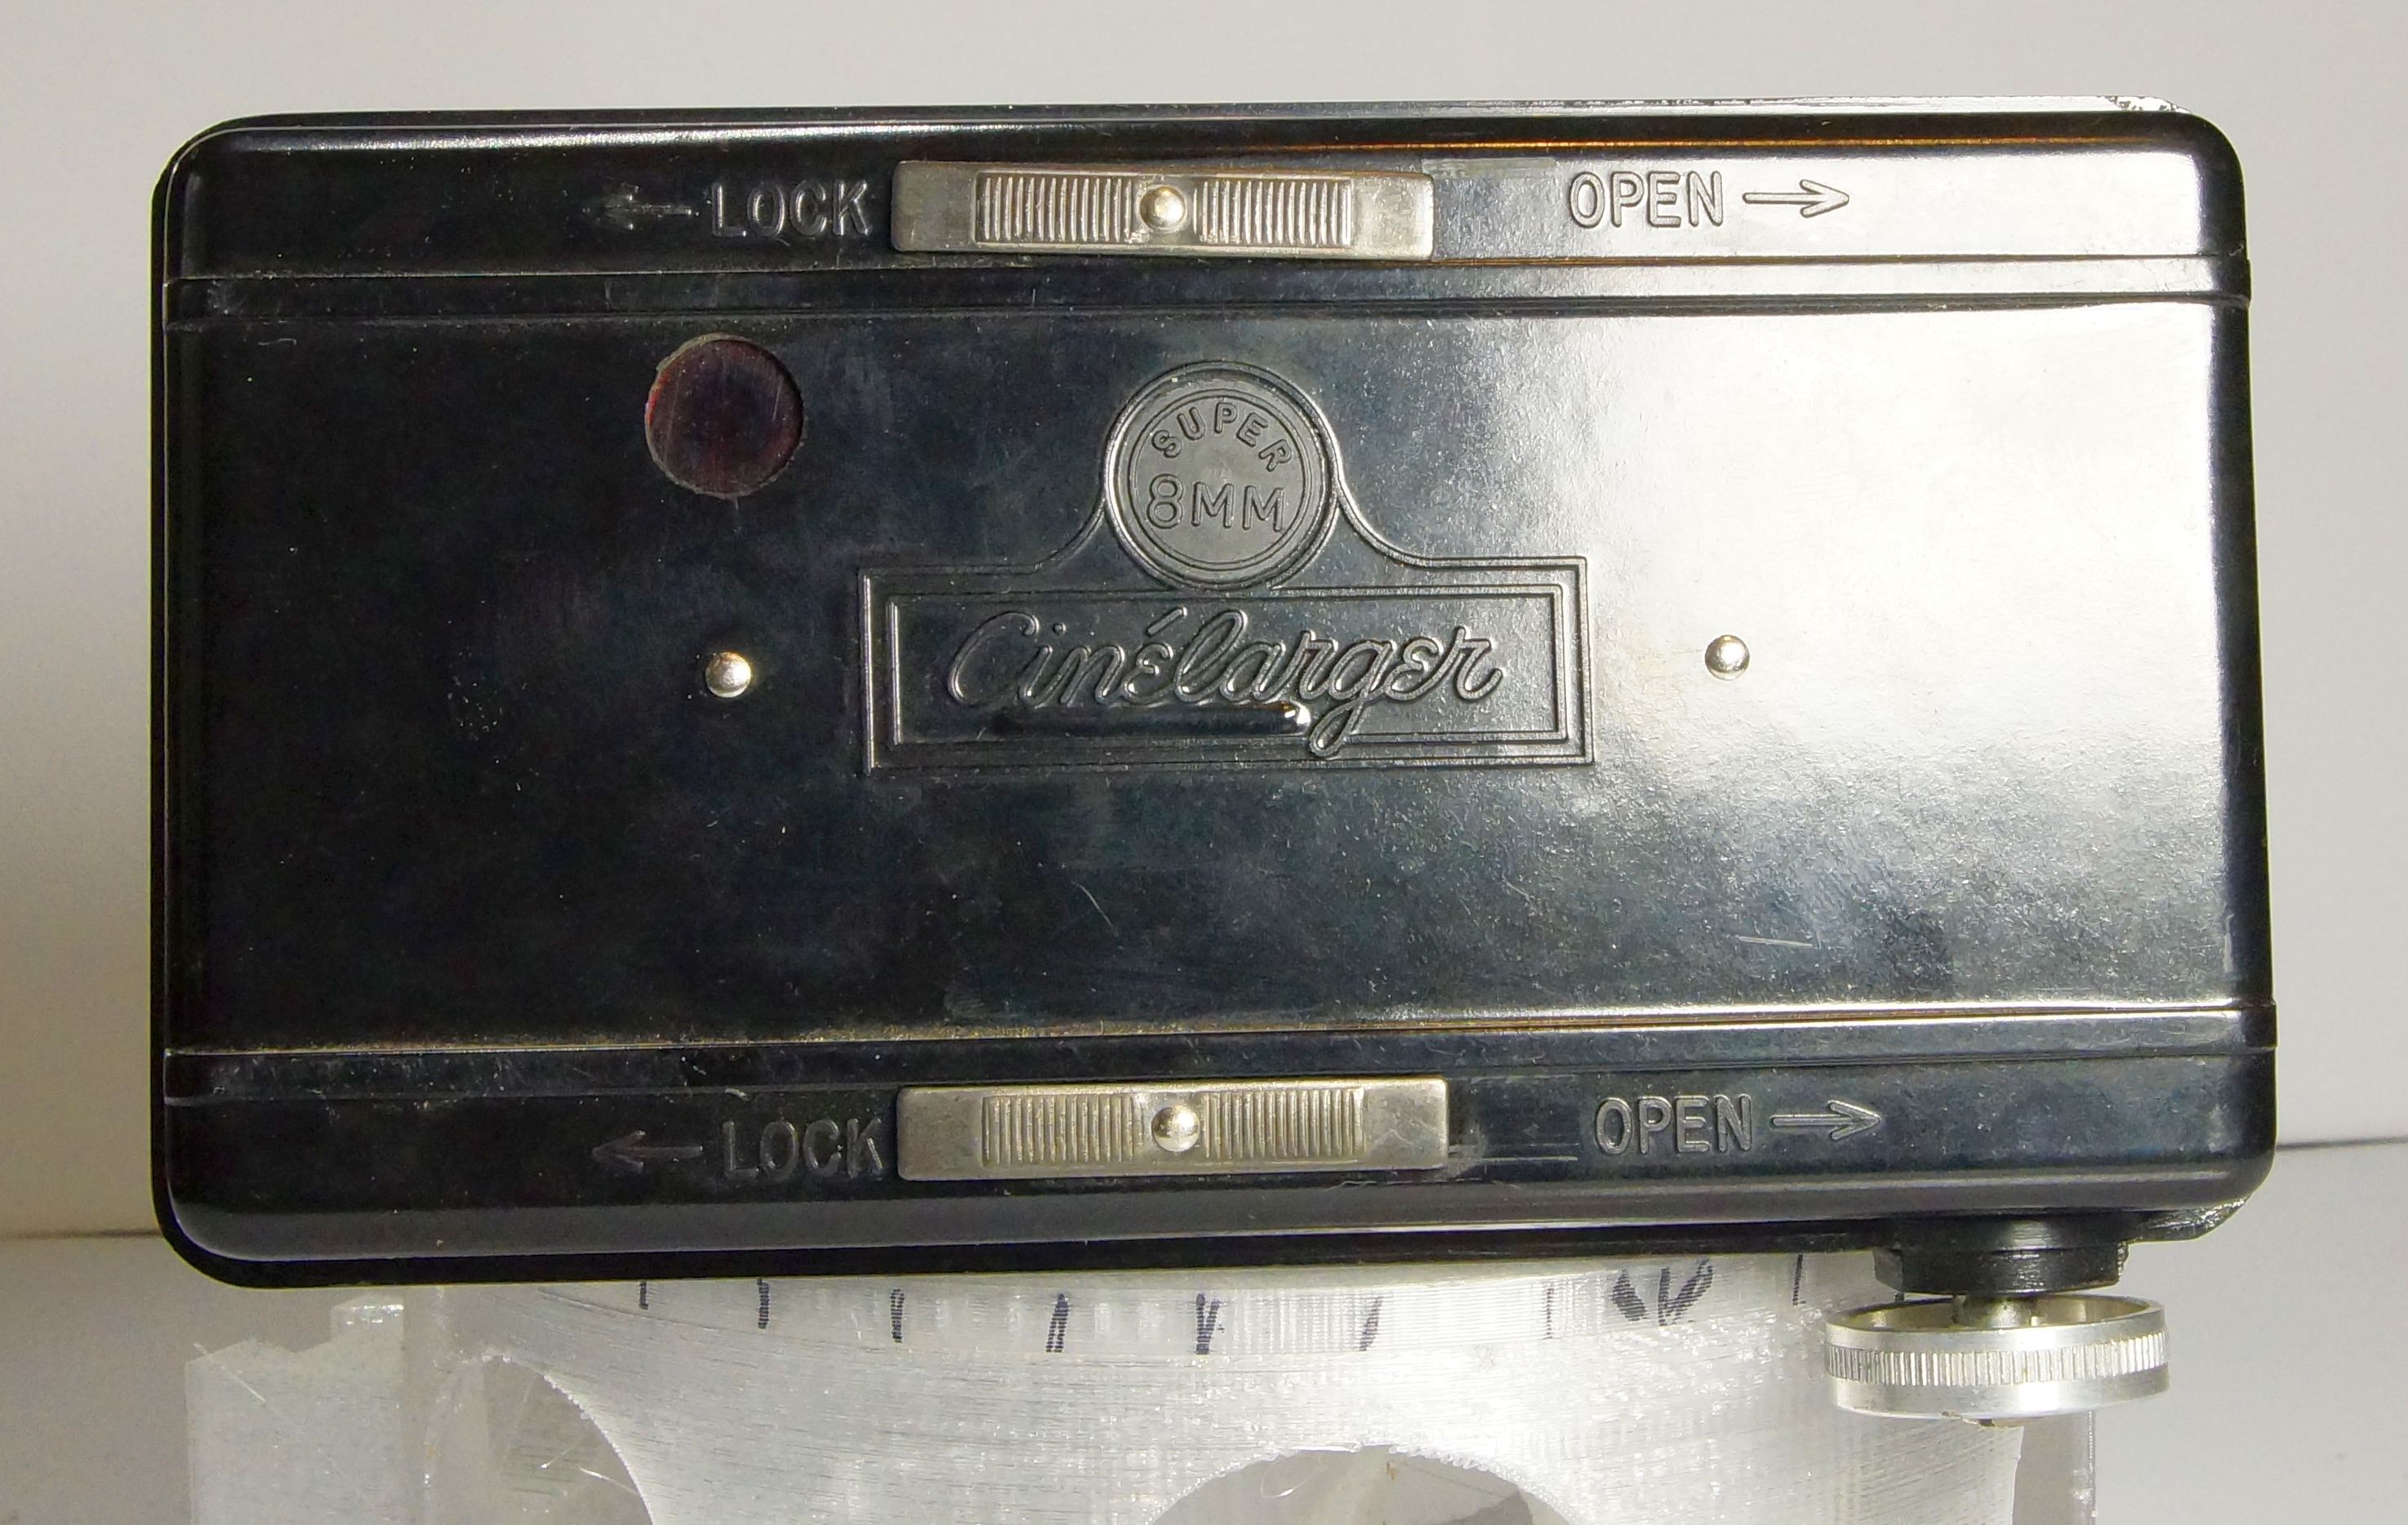 ← LOCK OPEN →
SUPER
8MM
Cinélarger
← LOCK OPEN →